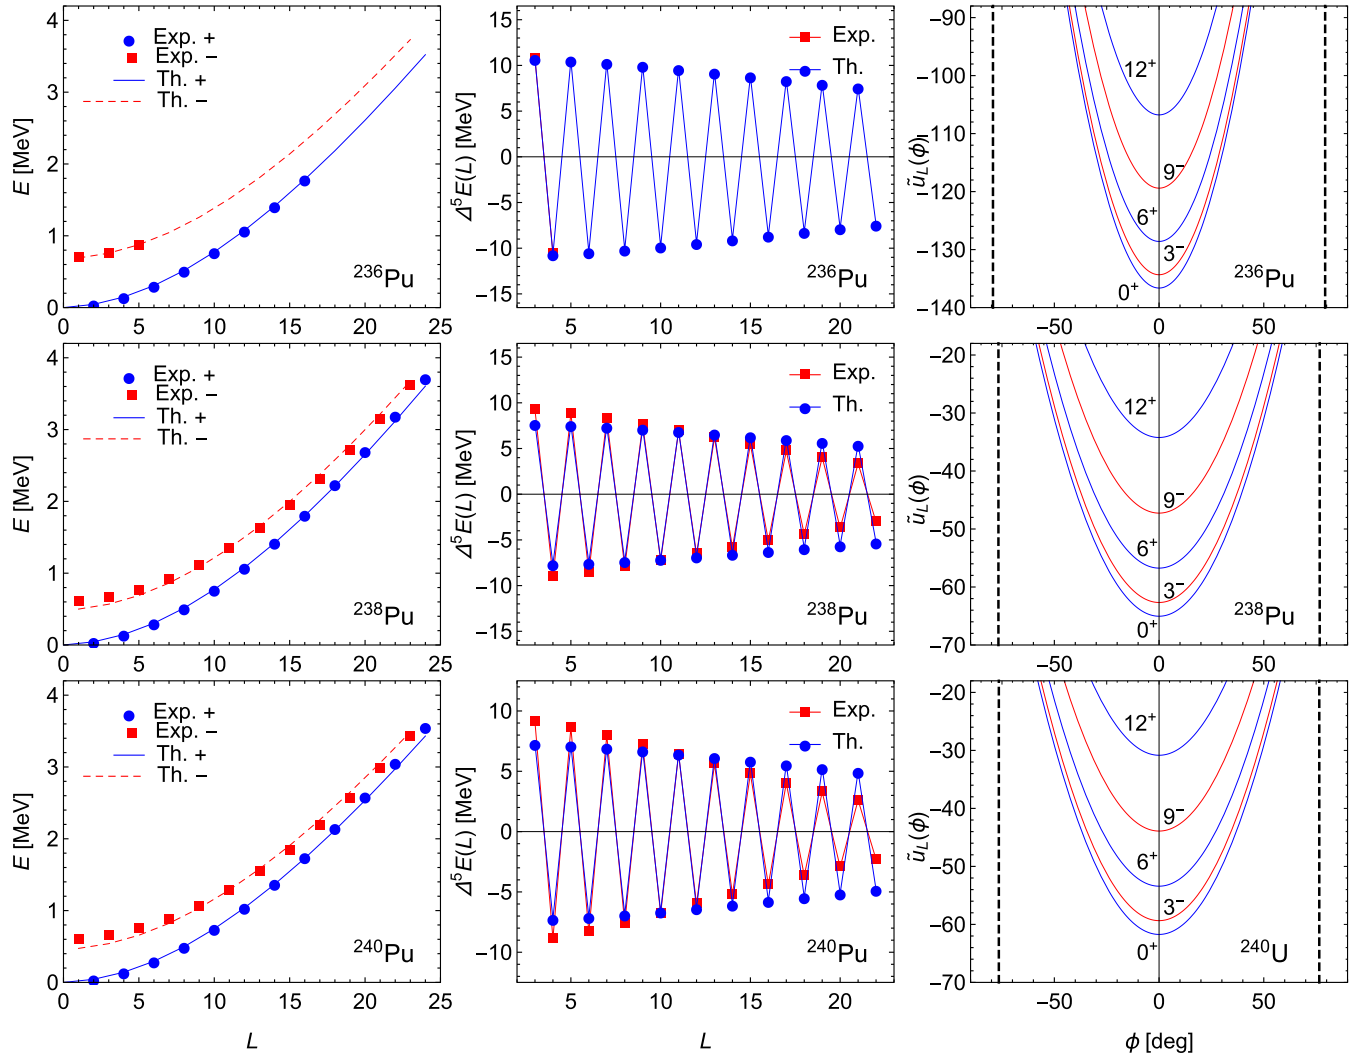 E [MeV]
4
3
2
1
0
0
5
10
15
20
25
Exp. +
Exp. −
Th. +
Th. −
²³⁶Pu
Δ⁵E(L) [MeV]
15
10
5
0
−5
−10
−15
5
10
15
20
Exp.
Th.
²³⁶Pu
ũ_L(ϕ)
−90
−100
−110
−120
−130
−140
−50
0
50
12⁺
9⁻
6⁺
3⁻
0⁺
²³⁶Pu
E [MeV]
4
3
2
1
0
0
5
10
15
20
25
Exp. +
Exp. −
Th. +
Th. −
²³⁸Pu
Δ⁵E(L) [MeV]
15
10
5
0
−5
−10
−15
5
10
15
20
Exp.
Th.
²³⁸Pu
ũ_L(ϕ)
−20
−30
−40
−50
−60
−70
−50
0
50
12⁺
9⁻
6⁺
3⁻
0⁺
²³⁸Pu
E [MeV]
4
3
2
1
0
0
5
10
15
20
25
L
Exp. +
Exp. −
Th. +
Th. −
²⁴⁰Pu
Δ⁵E(L) [MeV]
10
5
0
−5
−10
5
10
15
20
L
Exp.
Th.
²⁴⁰Pu
ũ_L(ϕ)
−20
−30
−40
−50
−60
−70
−50
0
50
ϕ [deg]
12⁺
9⁻
6⁺
3⁻
0⁺
²⁴⁰U